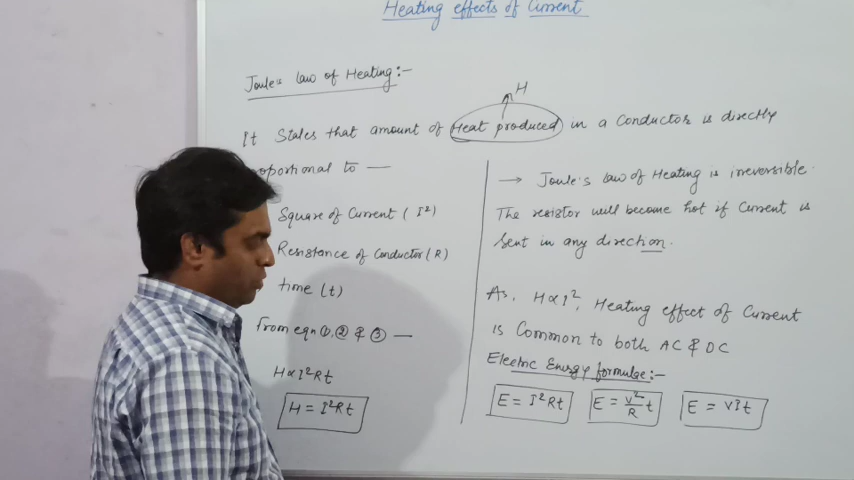 Heating effects of Current
Joule's law of Heating:-
H
It States that amount of Heat produced in a Conductor is directly
proportional to —
Square of Current (I²)
Resistance of Conductor (R)
time (t)
From eqn ①, ② & ③ —
H ∝ I²Rt
H = I²Rt
→ Joule's law of Heating is irreversible.
The resistor will become hot if Current is
Sent in any direction.
As, H ∝ I², Heating effect of Current
is Common to both AC & DC
Electric Energy formulae:-
E = I²Rt
E = V²/R t
E = VIt